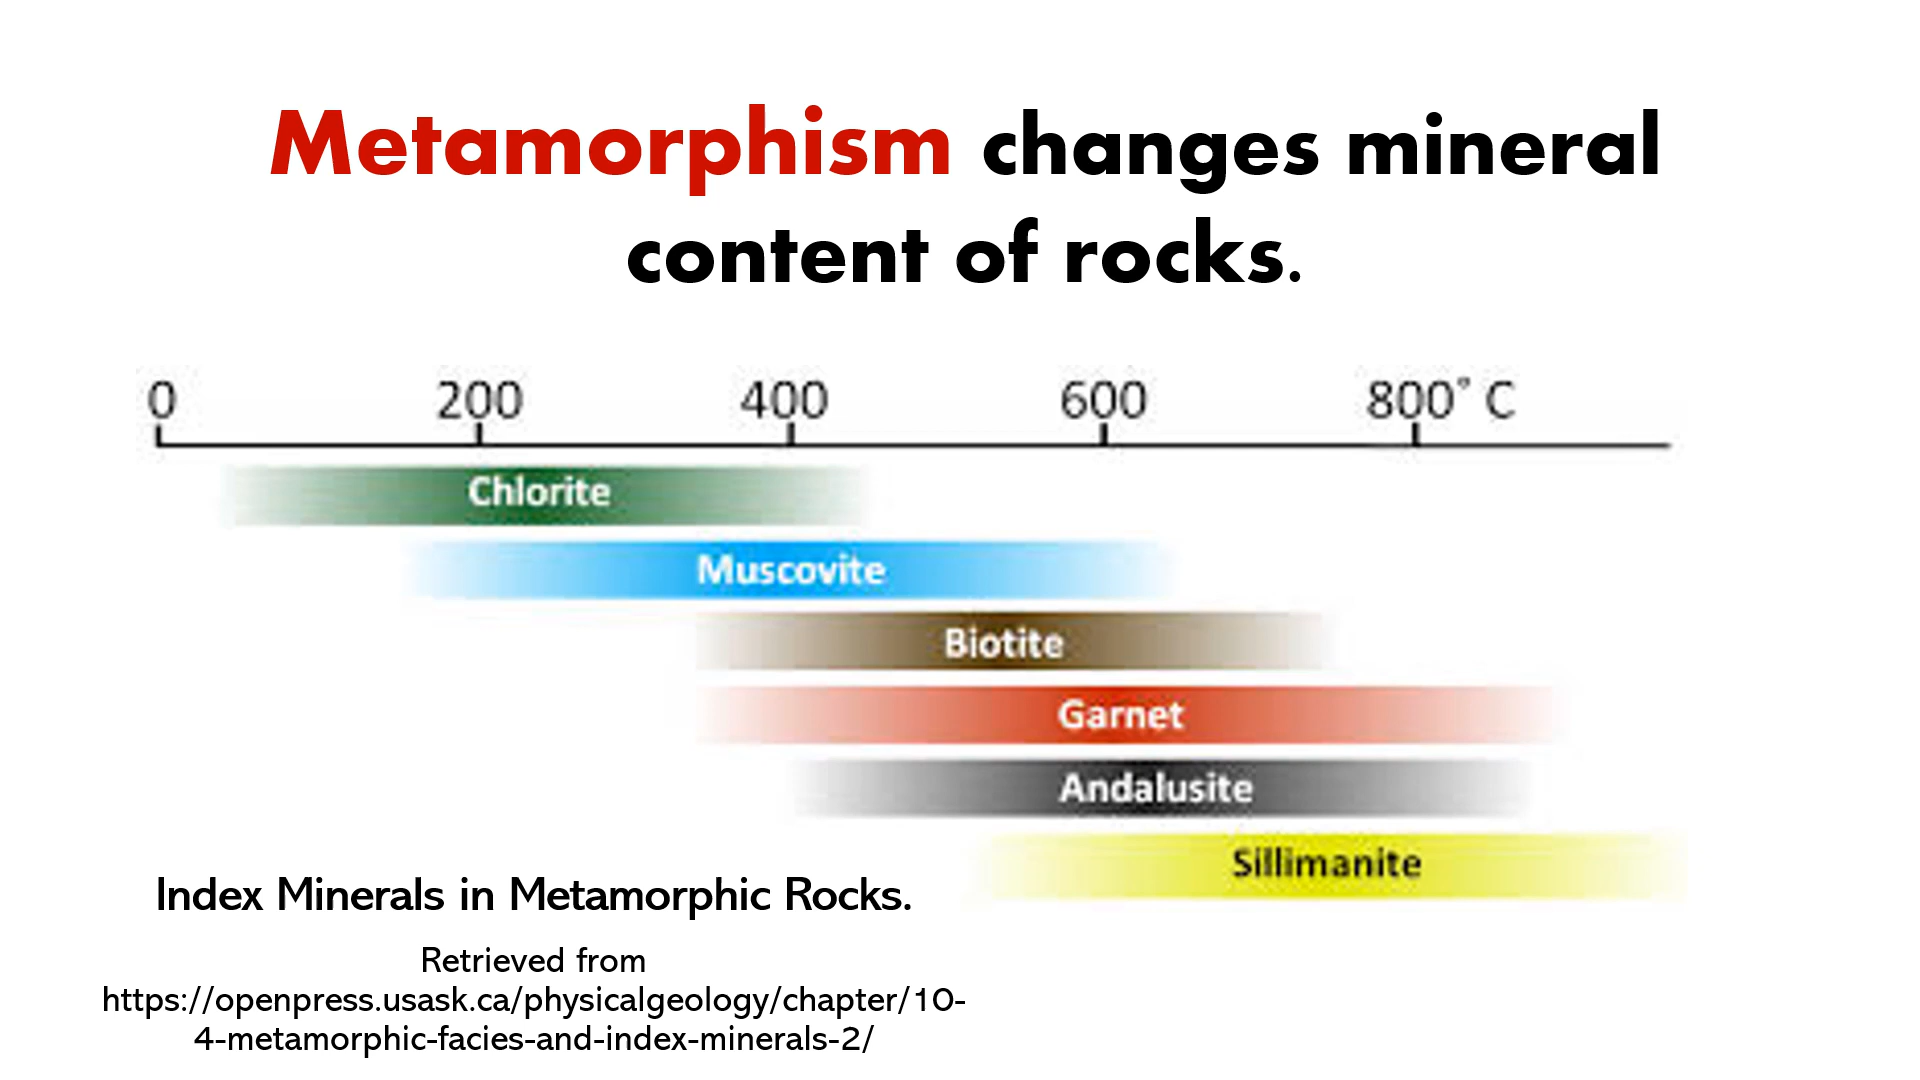 Metamorphism changes mineral
content of rocks.
0 200 400 600 800° C
Chlorite
Muscovite
Biotite
Garnet
Andalusite
Sillimanite
Index Minerals in Metamorphic Rocks.
Retrieved from
https://openpress.usask.ca/physicalgeology/chapter/10-
4-metamorphic-facies-and-index-minerals-2/